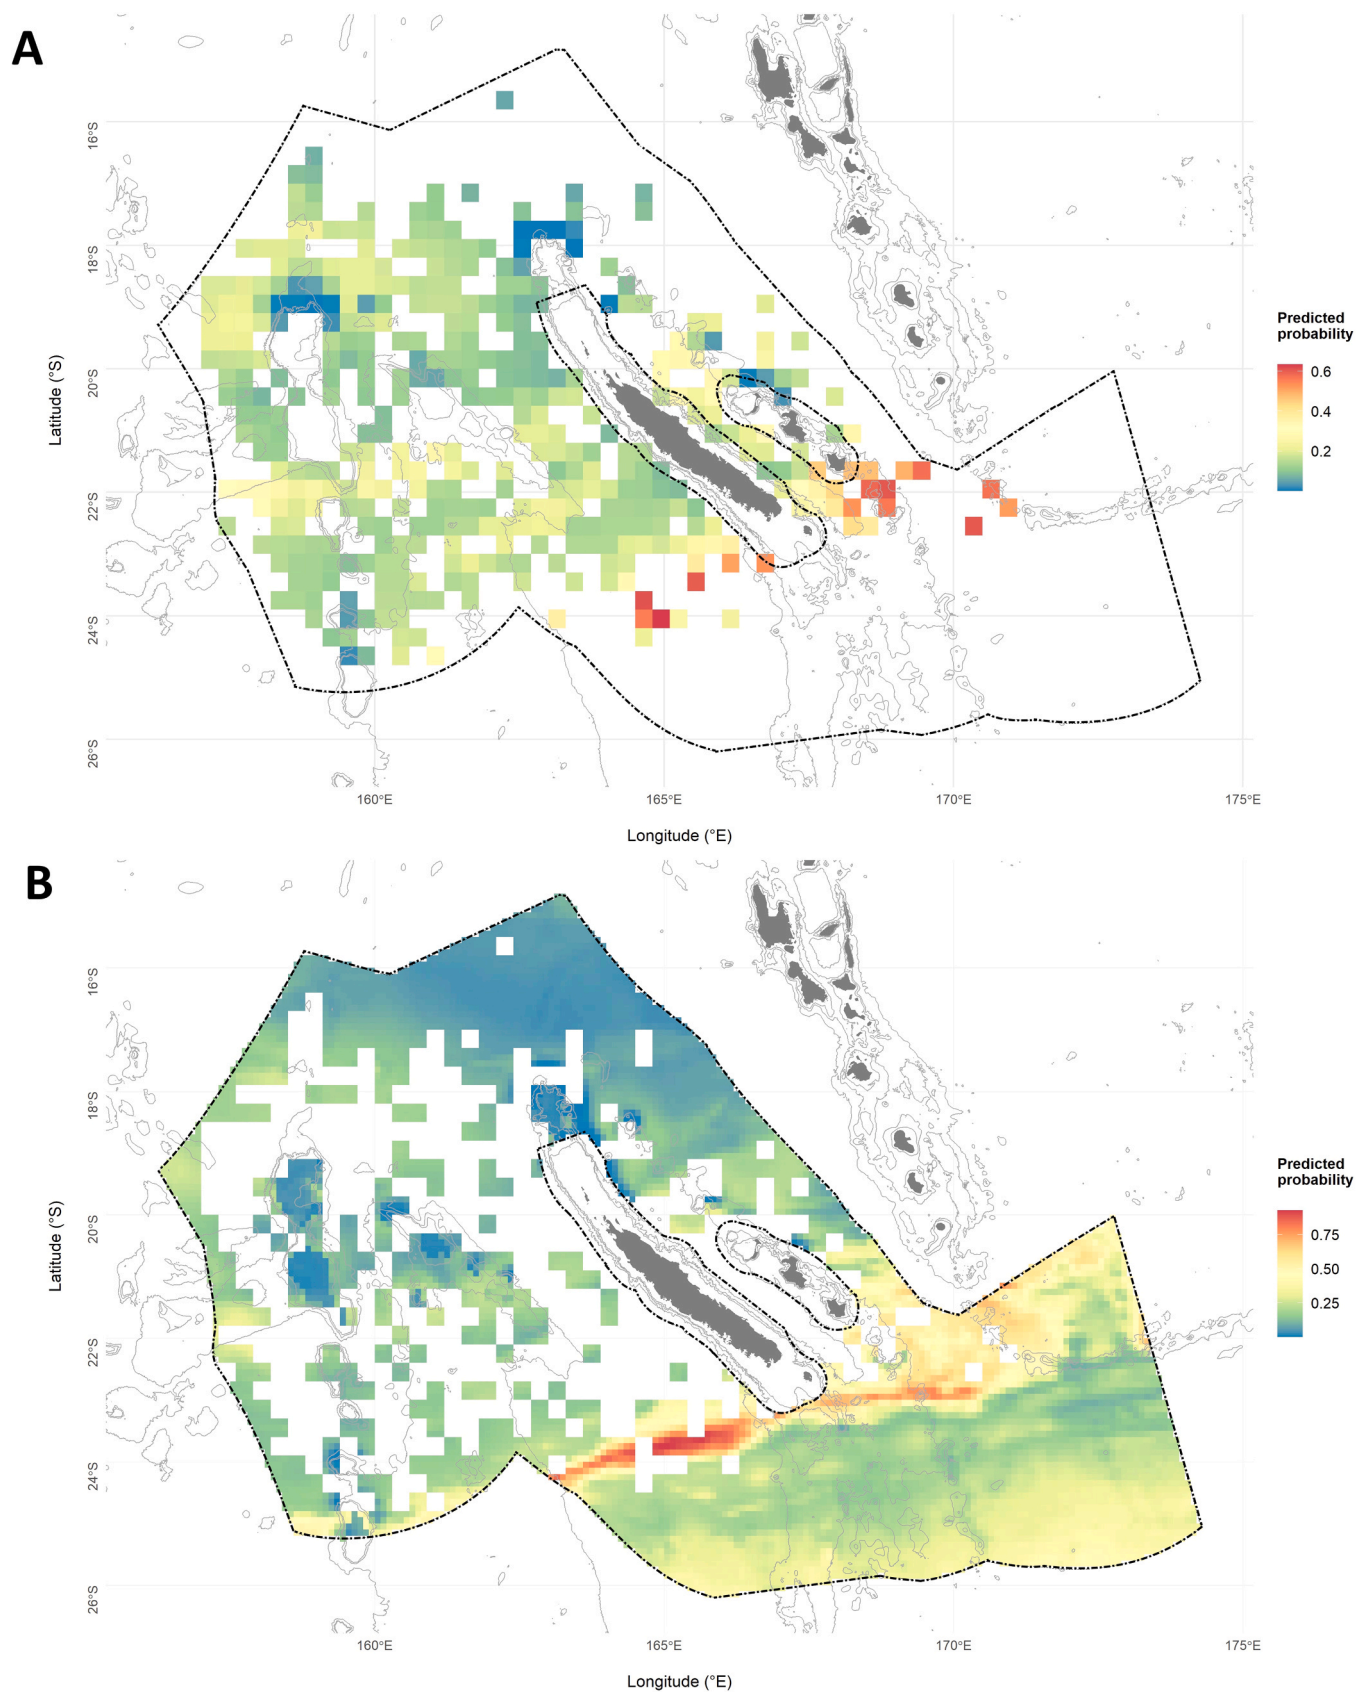 A
16°S
18°S
20°S
22°S
24°S
26°S
Latitude (°S)
160°E
165°E
170°E
175°E
Longitude (°E)
Predicted
probability
0.6
0.4
0.2
B
16°S
18°S
20°S
22°S
24°S
26°S
Latitude (°S)
160°E
165°E
170°E
175°E
Longitude (°E)
Predicted
probability
0.75
0.50
0.25